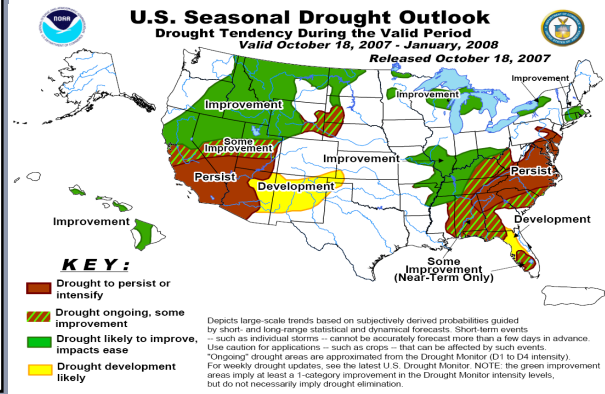 U.S. Seasonal Drought Outlook
Drought Tendency During the Valid Period
Valid October 18, 2007 - January, 2008
Released October 18, 2007
NOAA
Improvement
Improvement
Improvement
Some
Improvement
Improvement
Persist
Development
Persist
Improvement
Development
Some
Improvement
(Near-Term Only)
KEY:
Drought to persist or
intensify
Drought ongoing, some
improvement
Drought likely to improve,
impacts ease
Drought development
likely
Depicts large-scale trends based on subjectively derived probabilities guided
by short- and long-range statistical and dynamical forecasts. Short-term events
-- such as individual storms -- cannot be accurately forecast more than a few days in advance.
Use caution for applications -- such as crops -- that can be affected by such events.
"Ongoing" drought areas are approximated from the Drought Monitor (D1 to D4 intensity).
For weekly drought updates, see the latest U.S. Drought Monitor. NOTE: the green improvement
areas imply at least a 1-category improvement in the Drought Monitor intensity levels,
but do not necessarily imply drought elimination.